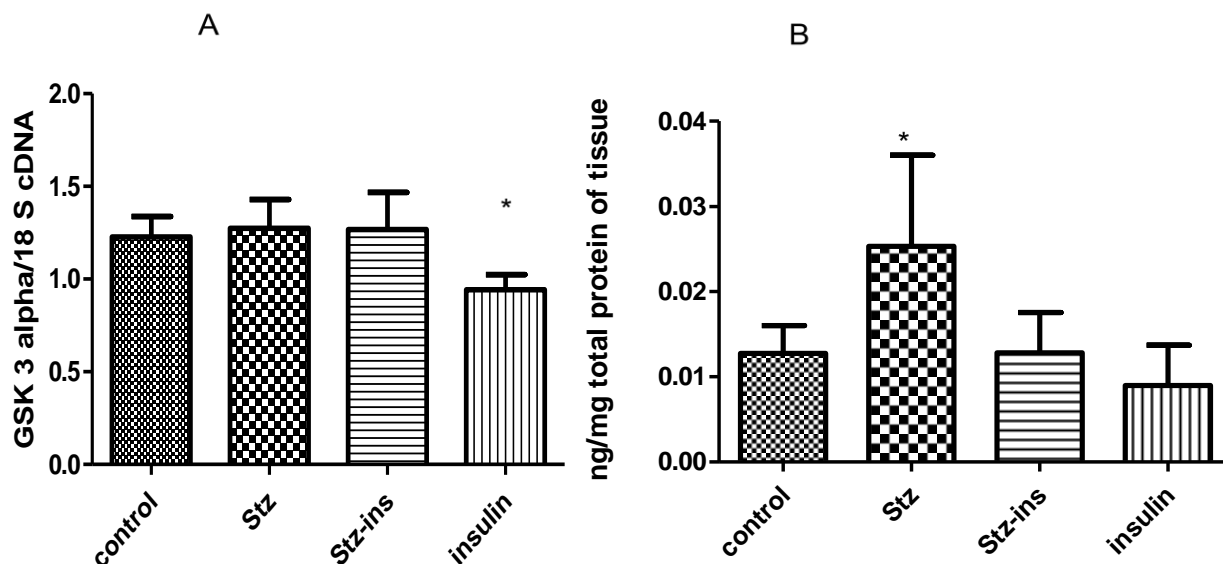 A
GSK 3 alpha/18 S cDNA
2.0
1.5
1.0
0.5
0.0
*
control
Stz
Stz-ins
insulin
B
ng/mg total protein of tissue
0.04
0.03
0.02
0.01
0.00
*
control
Stz
Stz-ins
insulin